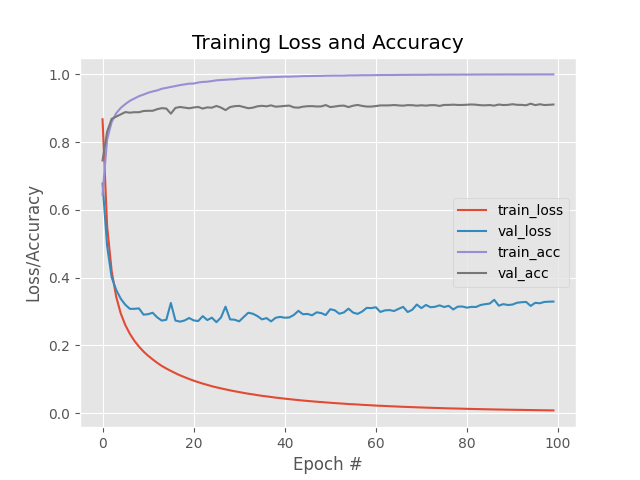 Training Loss and Accuracy
1.0
0.8
0.6
0.4
0.2
0.0
Loss/Accuracy
train_loss
val_loss
train_acc
val_acc
0 20 40 60 80 100
Epoch #